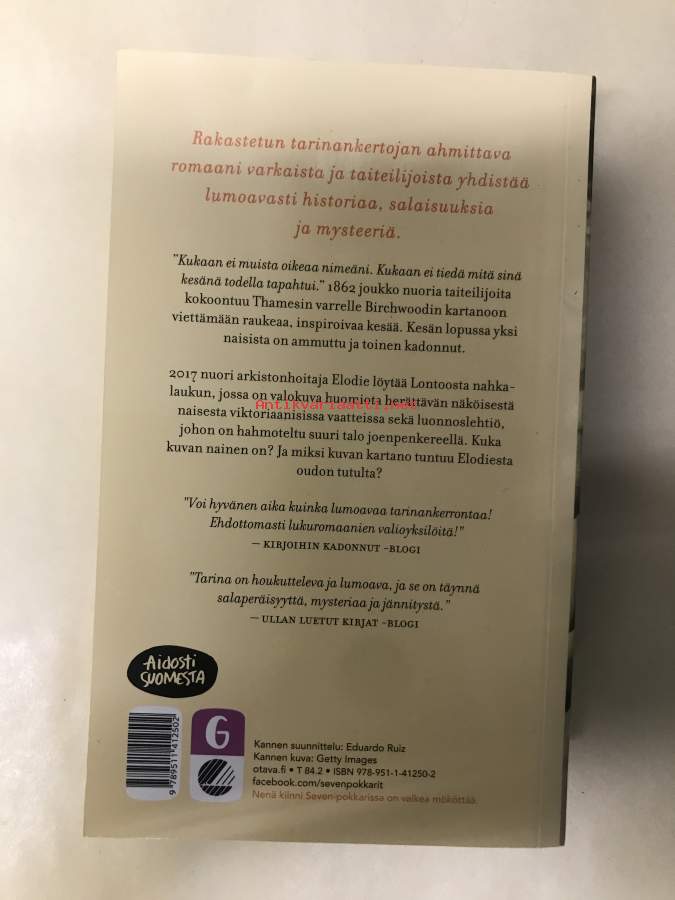 Rakastetun tarinankertojan ahmittava
romaani varkaista ja taiteilijoista yhdistää
lumoavasti historiaa, salaisuuksia
ja mysteeriä.
"Kukaan ei muista oikeaa nimeäni. Kukaan ei tiedä mitä sinä
kesänä todella tapahtui." 1862 joukko nuoria taiteilijoita
kokoontuu Thamesin varrelle Birchwoodin kartanoon
viettämään raukeaa, inspiroivaa kesää. Kesän lopussa yksi
naisista on ammuttu ja toinen kadonnut.
2017 nuori arkistonhoitaja Elodie löytää Lontoosta nahka-
laukun, jossa on valokuva huomiota herättävän näköisestä
Antikvariaatti.net
naisesta viktoriaanisissa vaatteissa sekä luonnoslehtiö,
johon on hahmoteltu suuri talo joenpenkereellä. Kuka
kuvan nainen on? Ja miksi kuvan kartano tuntuu Elodiesta
oudon tutulta?
"Voi hyvänen aika kuinka lumoavaa tarinankerrontaa!
Ehdottomasti lukuromaanien valioyksilöitä!"
— KIRJOIHIN KADONNUT -BLOGI
"Tarina on houkutteleva ja lumoava, ja se on täynnä
salaperäisyyttä, mysteriaa ja jännitystä."
— ULLAN LUETUT KIRJAT -BLOGI
Aidosti
SUOMESTA
9 789511 412502
Kannen suunnittelu: Eduardo Ruiz
Kannen kuva: Getty Images
otava.fi • T 84.2 • ISBN 978-951-1-41250-2
facebook.com/sevenpokkarit
Nenä kiinni Seven-pokkarissa on vaikea mököttää.